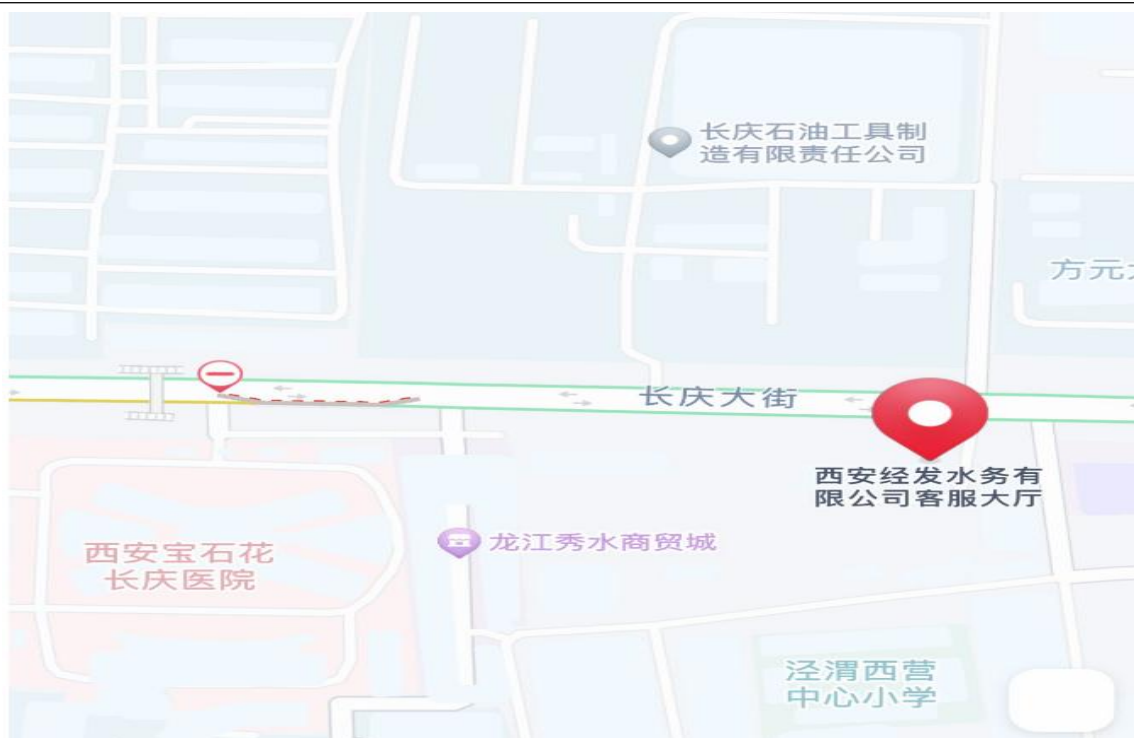 长庆石油工具制
造有限责任公司
方元
长庆大街
西安经发水务有
限公司客服大厅
龙江秀水商贸城
西安宝石花
长庆医院
泾渭西营
中心小学